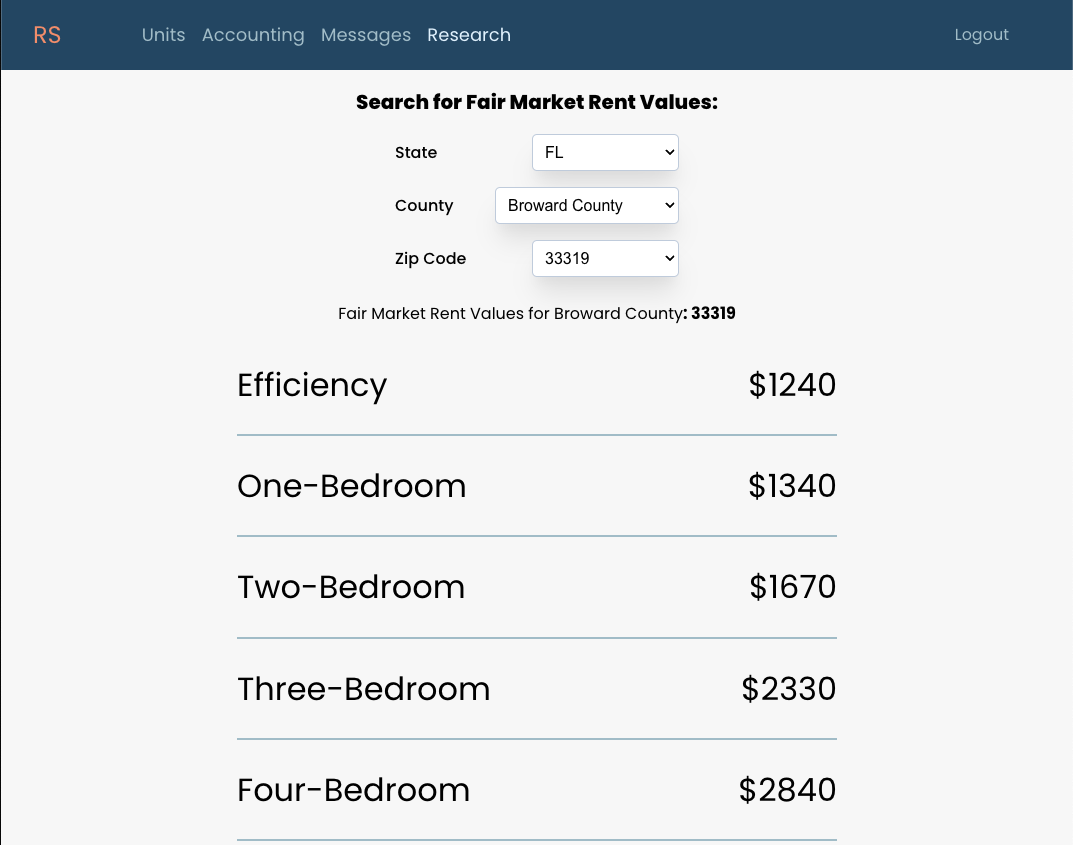 RS Units Accounting Messages Research Logout
Search for Fair Market Rent Values:
State FL
County Broward County
Zip Code 33319
Fair Market Rent Values for Broward County: 33319
Efficiency $1240
One-Bedroom $1340
Two-Bedroom $1670
Three-Bedroom $2330
Four-Bedroom $2840